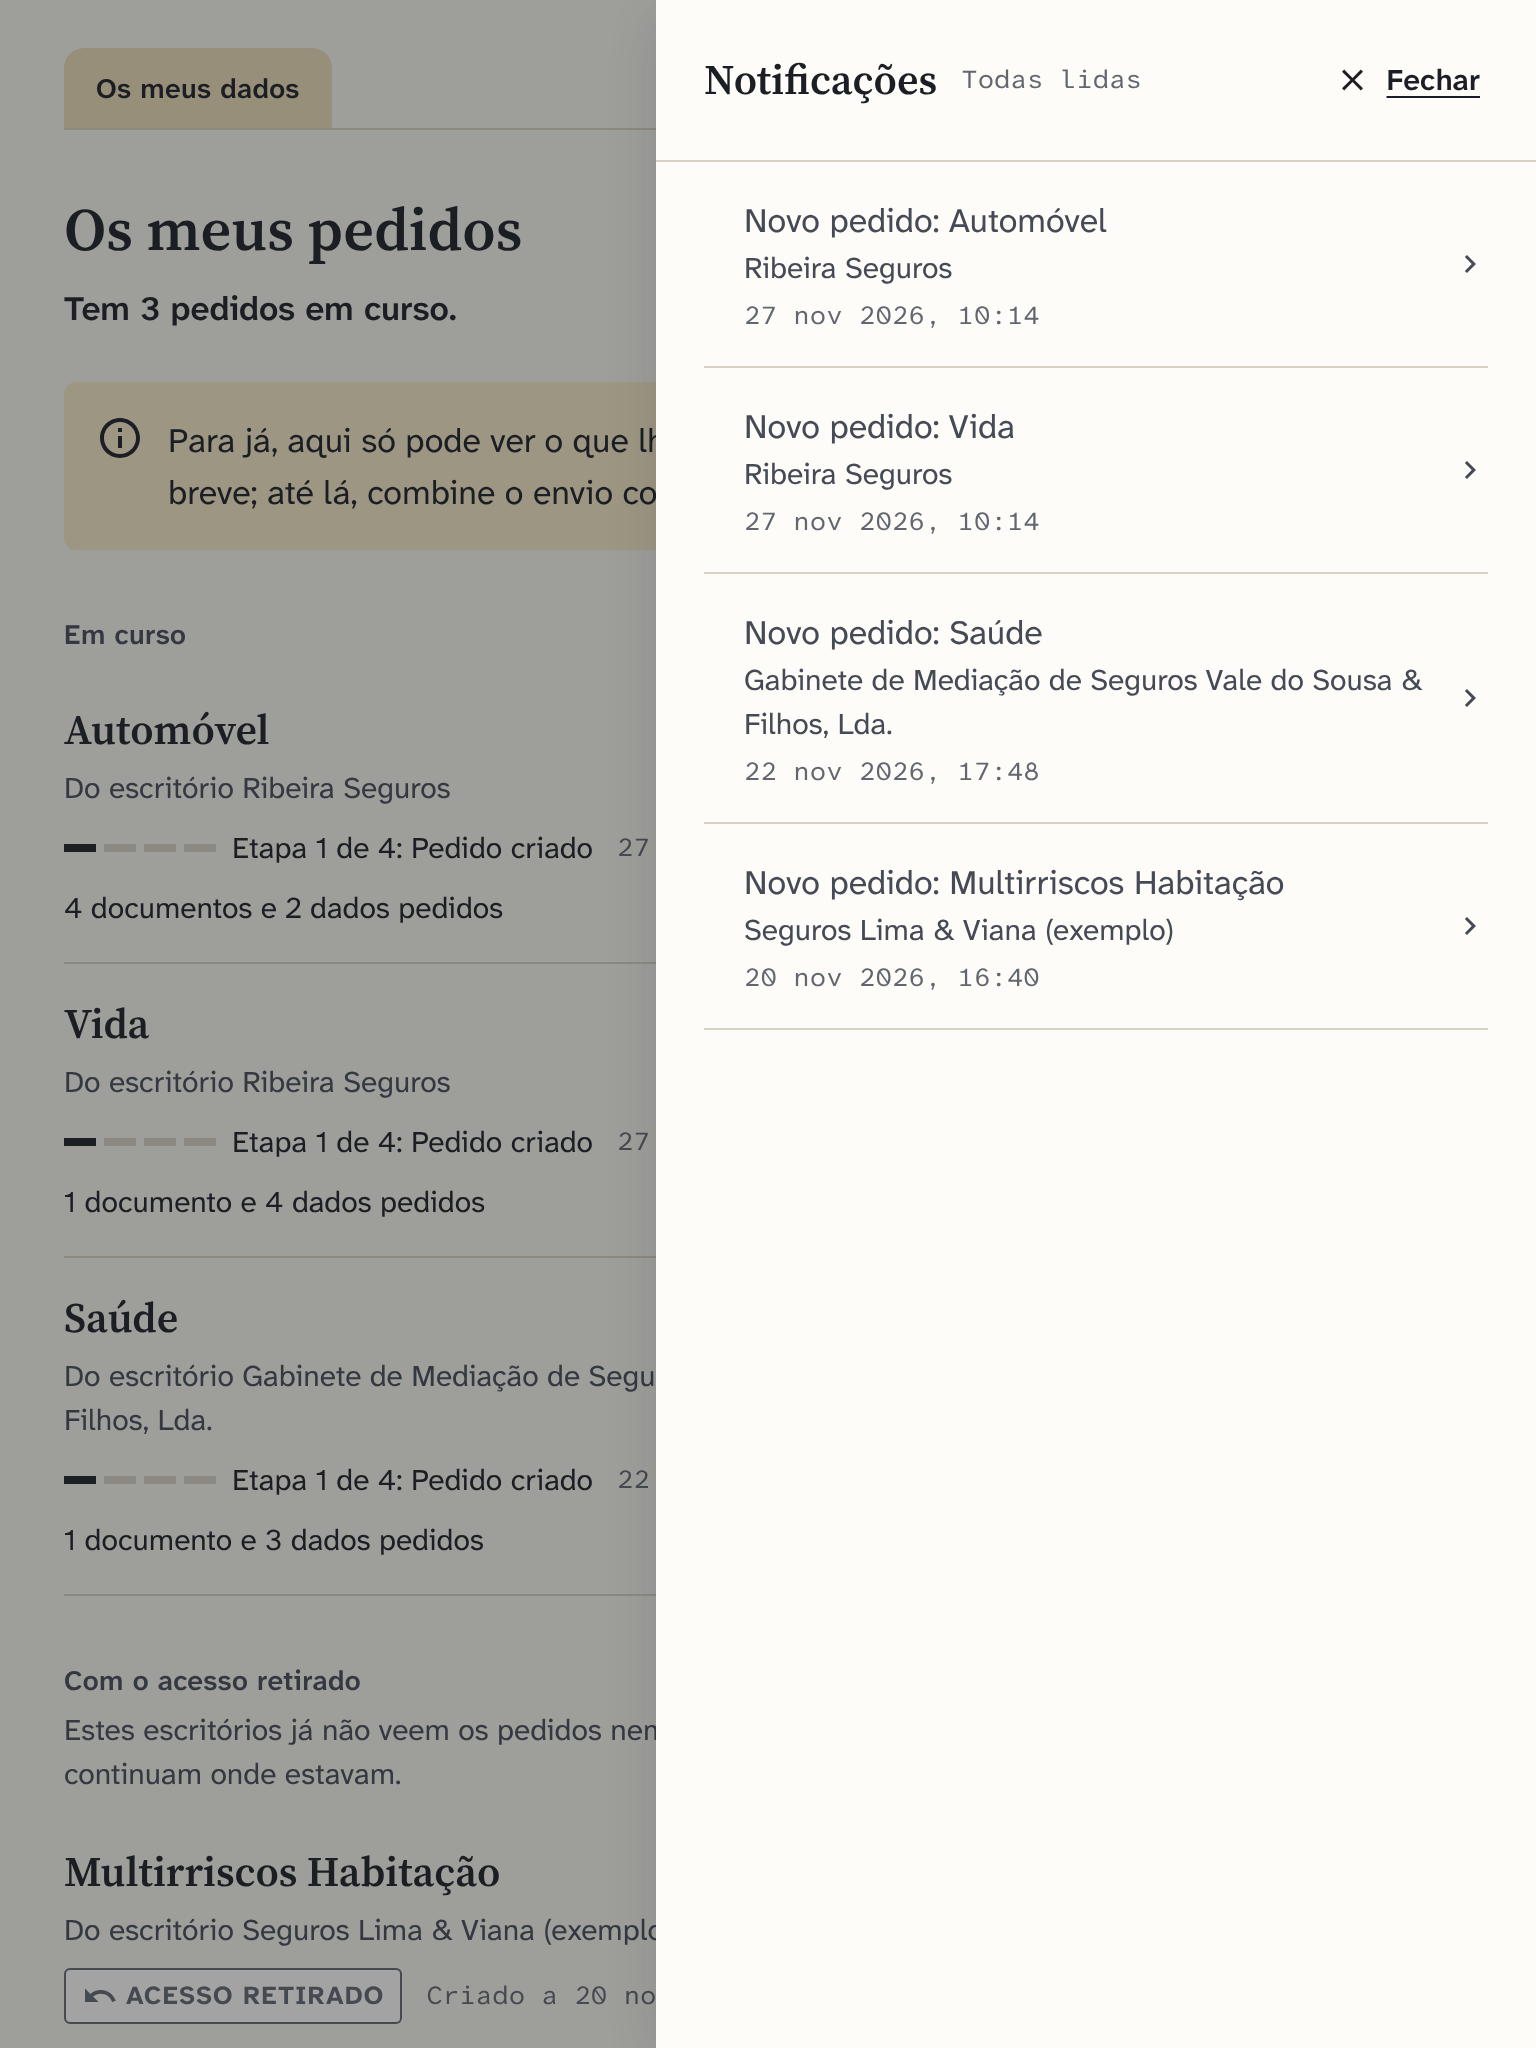 Os meus dados
Os meus pedidos
Tem 3 pedidos em curso.
Para já, aqui só pode ver o que
breve; até lá, combine o envio
Em curso
Automóvel
Do escritório Ribeira Seguros
Etapa 1 de 4: Pedido criado 27
4 documentos e 2 dados pedidos
Vida
Do escritório Ribeira Seguros
Etapa 1 de 4: Pedido criado 27
1 documento e 4 dados pedidos
Saúde
Do escritório Gabinete de Mediação de
Filhos, Lda.
Etapa 1 de 4: Pedido criado 22
1 documento e 3 dados pedidos
Com o acesso retirado
Estes escritórios já não veem os pedidos
continuam onde estavam.
Multirriscos Habitação
Do escritório Seguros Lima & Viana
ACESSO RETIRADO Criado a 20
Notificações Todas lidas Fechar
Novo pedido: Automóvel
Ribeira Seguros
27 nov 2026, 10:14
Novo pedido: Vida
Ribeira Seguros
27 nov 2026, 10:14
Novo pedido: Saúde
Gabinete de Mediação de Seguros Vale do Sousa &
Filhos, Lda.
22 nov 2026, 17:48
Novo pedido: Multirriscos Habitação
Seguros Lima & Viana (exemplo)
20 nov 2026, 16:40